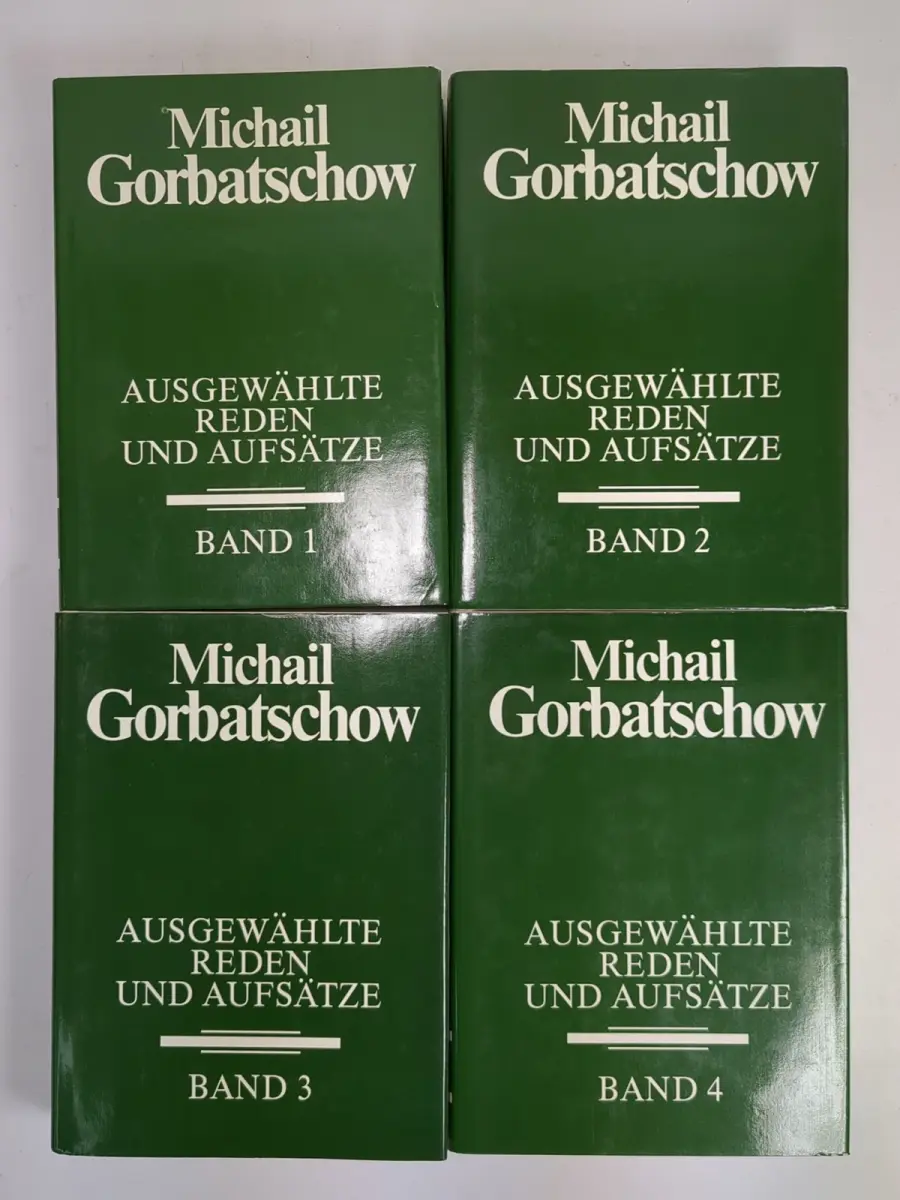 Michail
Gorbatschow
AUSGEWÄHLTE
REDEN
UND AUFSÄTZE
BAND 1
Michail
Gorbatschow
AUSGEWÄHLTE
REDEN
UND AUFSÄTZE
BAND 2
Michail
Gorbatschow
AUSGEWÄHLTE
REDEN
UND AUFSÄTZE
BAND 3
Michail
Gorbatschow
AUSGEWÄHLTE
REDEN
UND AUFSÄTZE
BAND 4